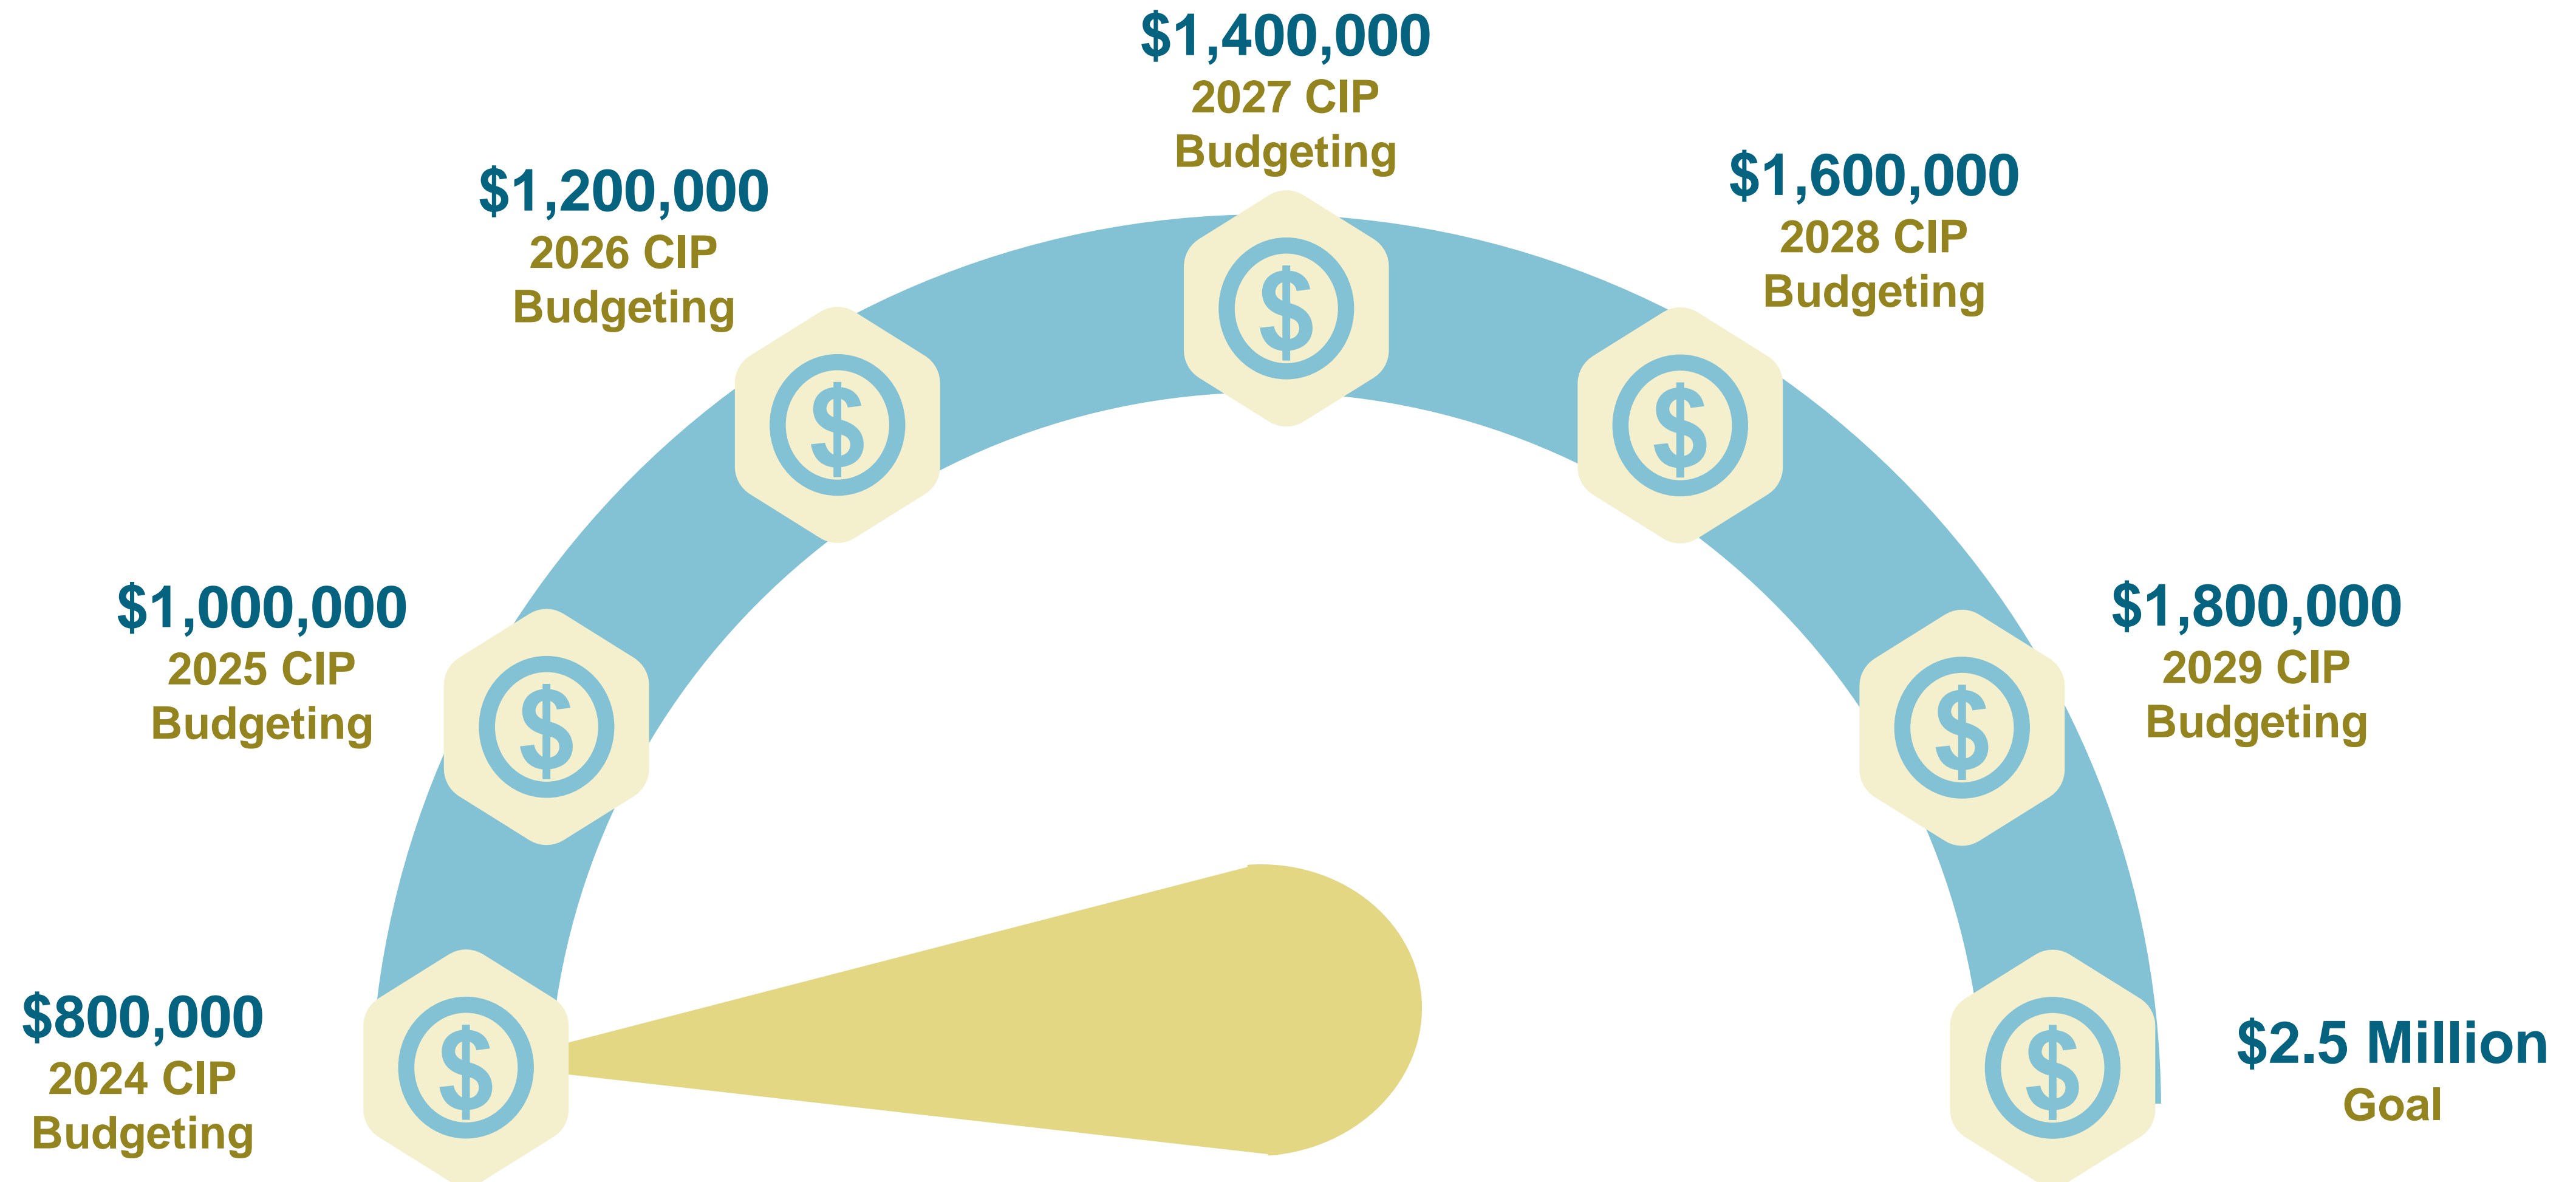 $800,000
2024 CIP
Budgeting
$1,000,000
2025 CIP
Budgeting
$1,200,000
2026 CIP
Budgeting
$1,400,000
2027 CIP
Budgeting
$1,600,000
2028 CIP
Budgeting
$1,800,000
2029 CIP
Budgeting
$2.5 Million
Goal
$
$
$
$
$
$
$